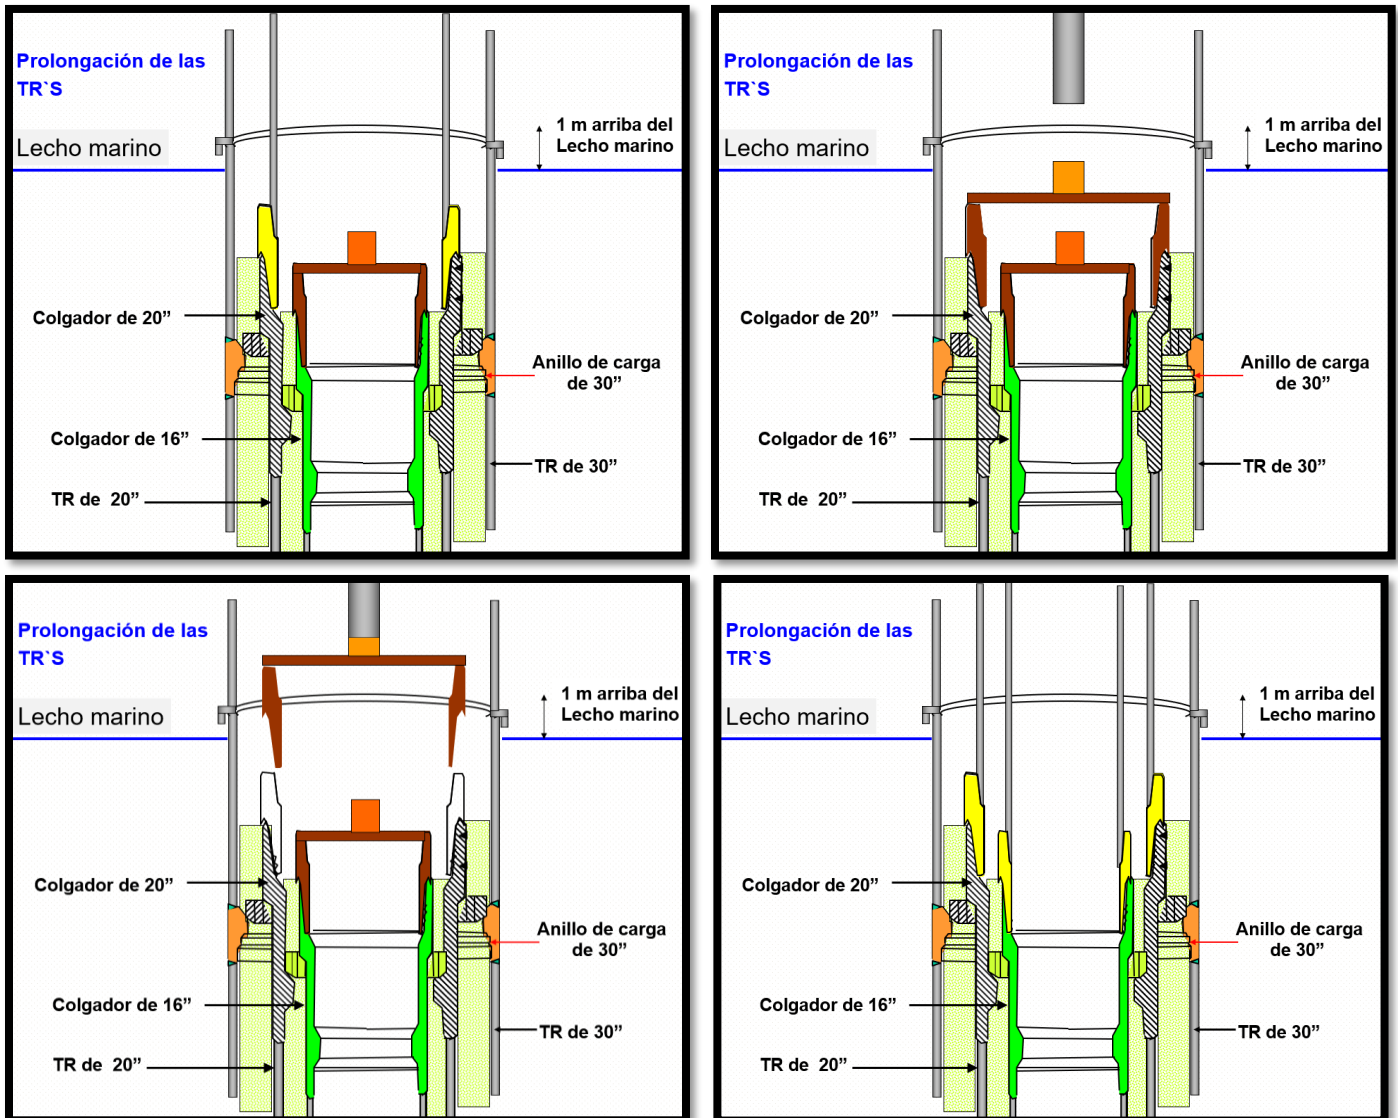 Prolongación de las
TR`S
Lecho marino
1 m arriba del
Lecho marino
Colgador de 20”
Anillo de carga
de 30”
Colgador de 16”
TR de 30”
TR de 20”
Prolongación de las
TR`S
Lecho marino
1 m arriba del
Lecho marino
Colgador de 20”
Anillo de carga
de 30”
Colgador de 16”
TR de 30”
TR de 20”
Prolongación de las
TR`S
Lecho marino
1 m arriba del
Lecho marino
Colgador de 20”
Anillo de carga
de 30”
Colgador de 16”
TR de 30”
TR de 20”
Prolongación de las
TR`S
Lecho marino
1 m arriba del
Lecho marino
Colgador de 20”
Anillo de carga
de 30”
Colgador de 16”
TR de 30”
TR de 20”